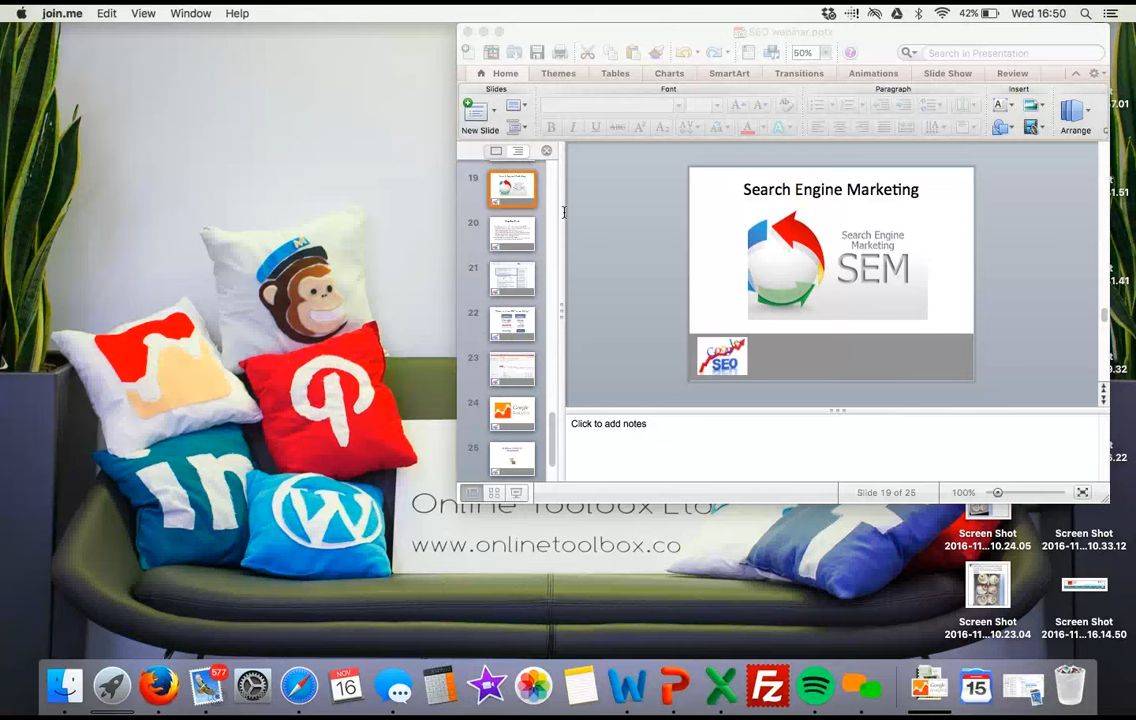 join.me Edit View Window Help
42% Wed 16:50
SEO webinar.pptx
50%
Search in Presentation
Home Themes Tables Charts SmartArt Transitions Animations Slide Show Review
Slides Font Paragraph Insert
New Slide
Arrange
19
20
21
22
23
24
25
Search Engine Marketing
Search Engine
Marketing
SEM
Google
SEO
Click to add notes
Slide 19 of 25 100%
Online Toolbox Ltd
www.onlinetoolbox.co
Screen Shot
2016-11...10.24.05
2016-11...10.33.12
Screen Shot
2016-11...10.23.04
Screen Shot
2016-11...16.14.50
577
NOV
16
15